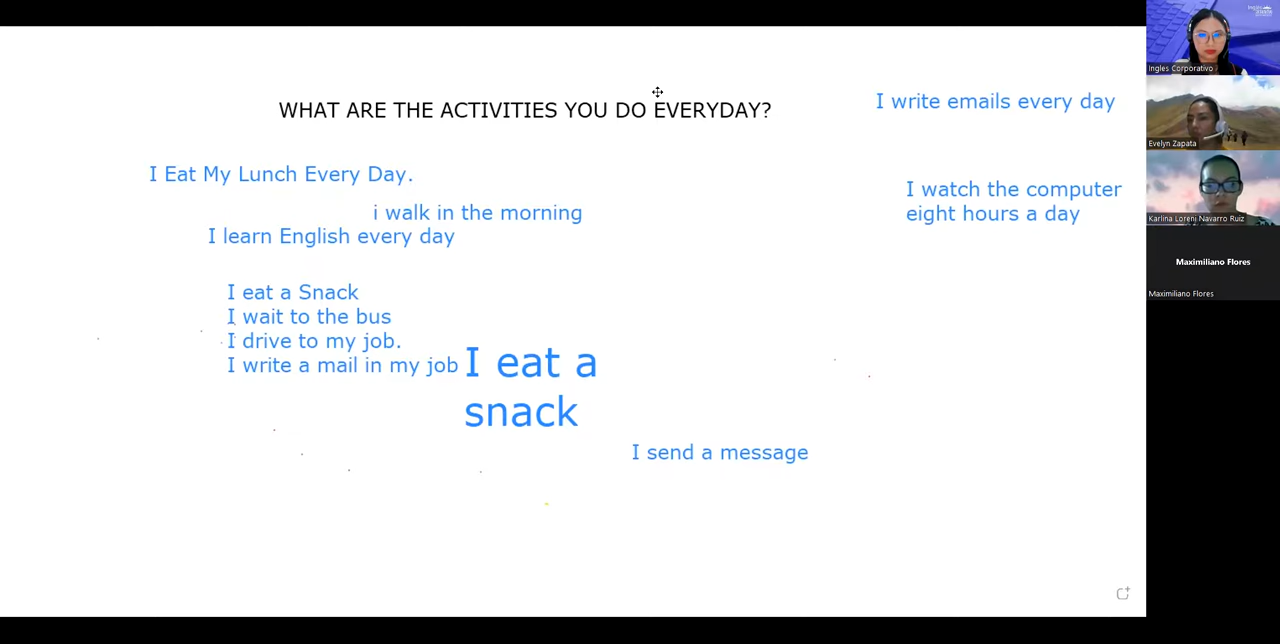 WHAT ARE THE ACTIVITIES YOU DO EVERYDAY?
I write emails every day
I Eat My Lunch Every Day.
I watch the computer
eight hours a day
i walk in the morning
I learn English every day
I eat a Snack
I wait to the bus
I drive to my job.
I write a mail in my job
I eat a
snack
I send a message
Ingles Corporativo
Evelyn Zapata
Karlina Lorenj Navarro Ruiz
Maximiliano Flores
Maximiliano Flores